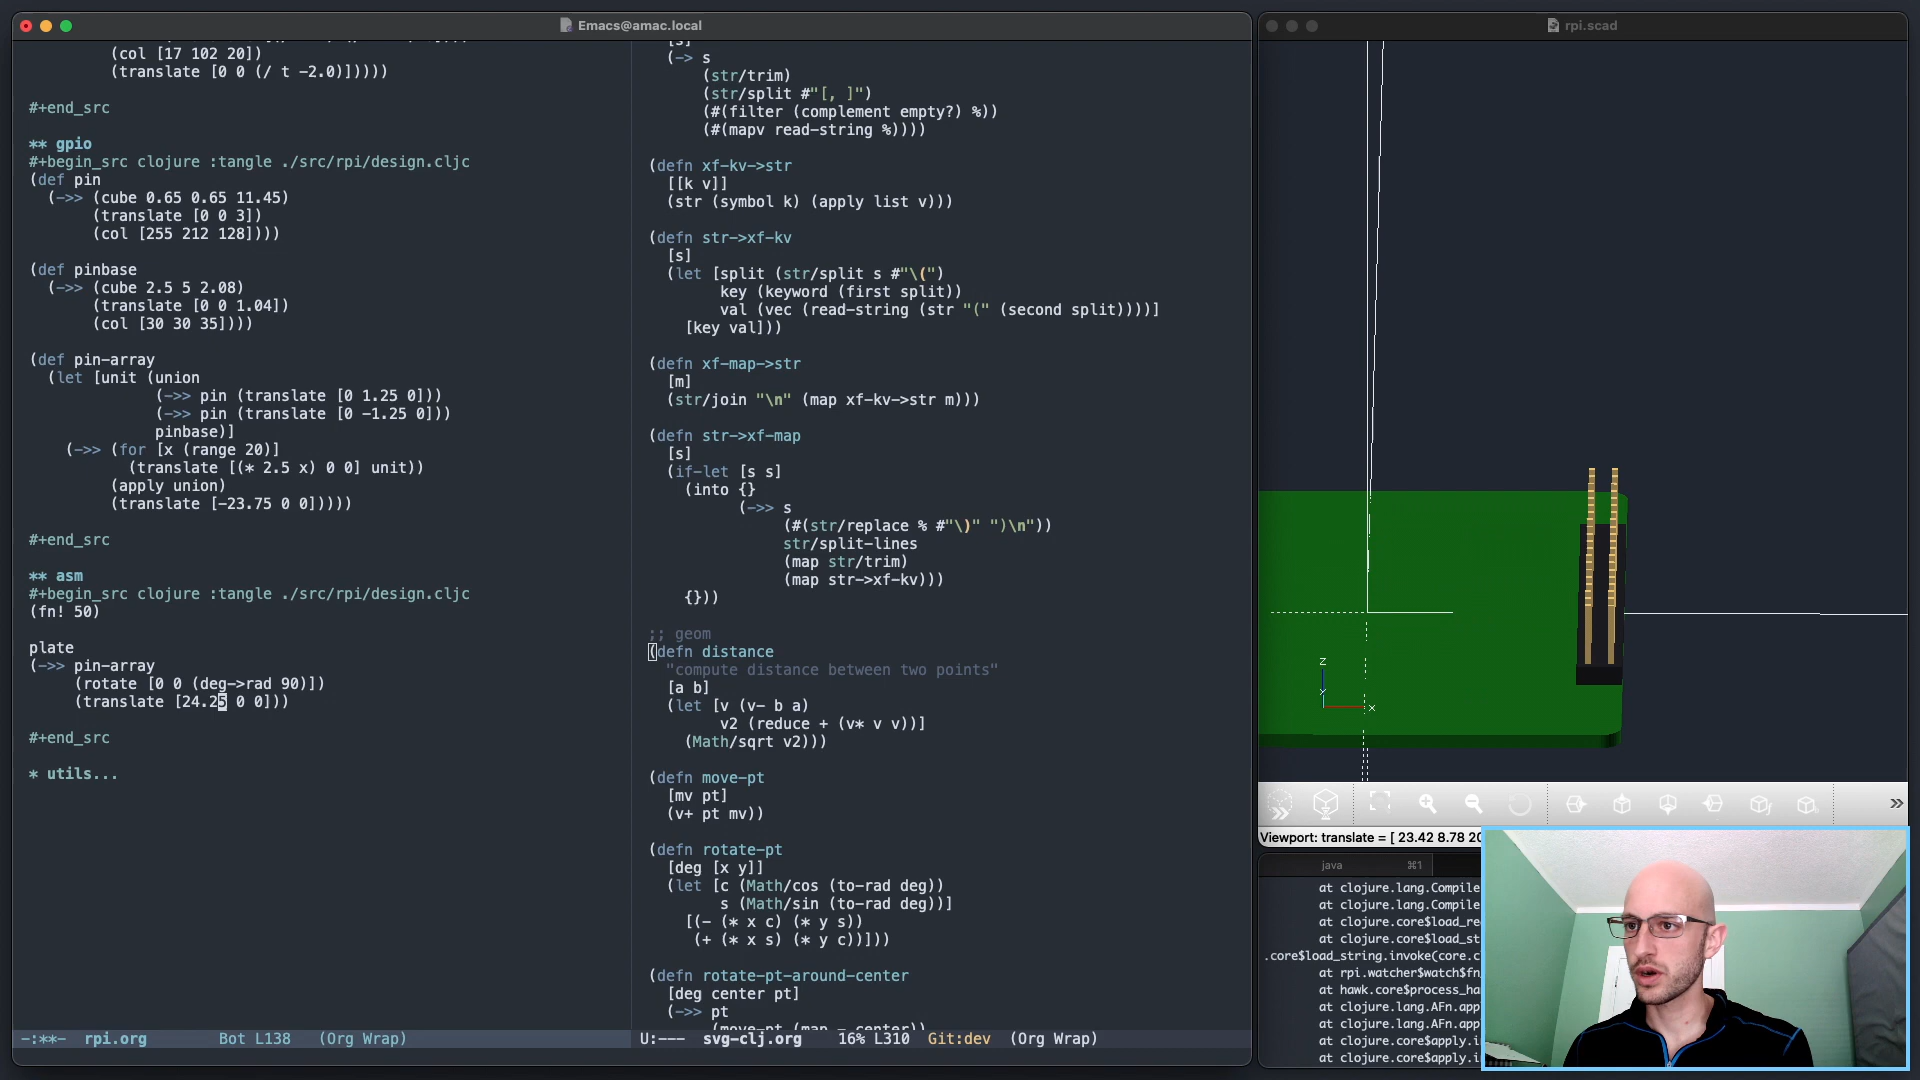 Emacs@amac.local
(col [17 102 20])
(translate [0 0 (/ t -2.0)]))))
#+end_src
** gpio
#+begin_src clojure :tangle ./src/rpi/design.cljc
(def pin
(->> (cube 0.65 0.65 11.45)
(translate [0 0 3])
(col [255 212 128])))
(def pinbase
(->> (cube 2.5 5 2.08)
(translate [0 0 1.04])
(col [30 30 35])))
(def pin-array
(let [unit (union
(->> pin (translate [0 1.25 0]))
(->> pin (translate [0 -1.25 0]))
pinbase)]
(->> (for [x (range 20)]
(translate [(* 2.5 x) 0 0] unit))
(apply union)
(translate [-23.75 0 0]))))
#+end_src
** asm
#+begin_src clojure :tangle ./src/rpi/design.cljc
(fn! 50)
plate
(->> pin-array
(rotate [0 0 (deg->rad 90)])
(translate [24.25 0 0]))
#+end_src
* utils...
-:**- rpi.org Bot L138 (Org Wrap)
[s]
(-> s
(str/trim)
(str/split #"[, ]")
(#(filter (complement empty?) %))
(#(mapv read-string %))))
(defn xf-kv->str
[[k v]]
(str (symbol k) (apply list v)))
(defn str->xf-kv
[s]
(let [split (str/split s #"\(")
key (keyword (first split))
val (vec (read-string (str "(" (second split))))]
[key val]))
(defn xf-map->str
[m]
(str/join "\n" (map xf-kv->str m)))
(defn str->xf-map
[s]
(if-let [s s]
(into {}
(->> s
(#(str/replace % #"\)" ")\n"))
str/split-lines
(map str/trim)
(map str->xf-kv)))
{}))
;; geom
(defn distance
"compute distance between two points"
[a b]
(let [v (v- b a)
v2 (reduce + (v* v v))]
(Math/sqrt v2)))
(defn move-pt
[mv pt]
(v+ pt mv))
(defn rotate-pt
[deg [x y]]
(let [c (Math/cos (to-rad deg))
s (Math/sin (to-rad deg))]
[(- (* x c) (* y s))
(+ (* x s) (* y c))]))
(defn rotate-pt-around-center
[deg center pt]
(->> pt
(move-pt (map - center))
U:--- svg-clj.org 16% L310 Git:dev (Org Wrap)
rpi.scad
Z
Y
X
Viewport: translate = [ 23.42 8.78 20
java ⌘1
at clojure.lang.Compile
at clojure.lang.Compile
at clojure.core$load_re
at clojure.core$load_st
.core$load_string.invoke(core.c
at rpi.watcher$watch$fn_
at hawk.core$process_ha
at clojure.lang.AFn.app
at clojure.lang.AFn.app
at clojure.core$apply.i
at clojure.core$apply.i